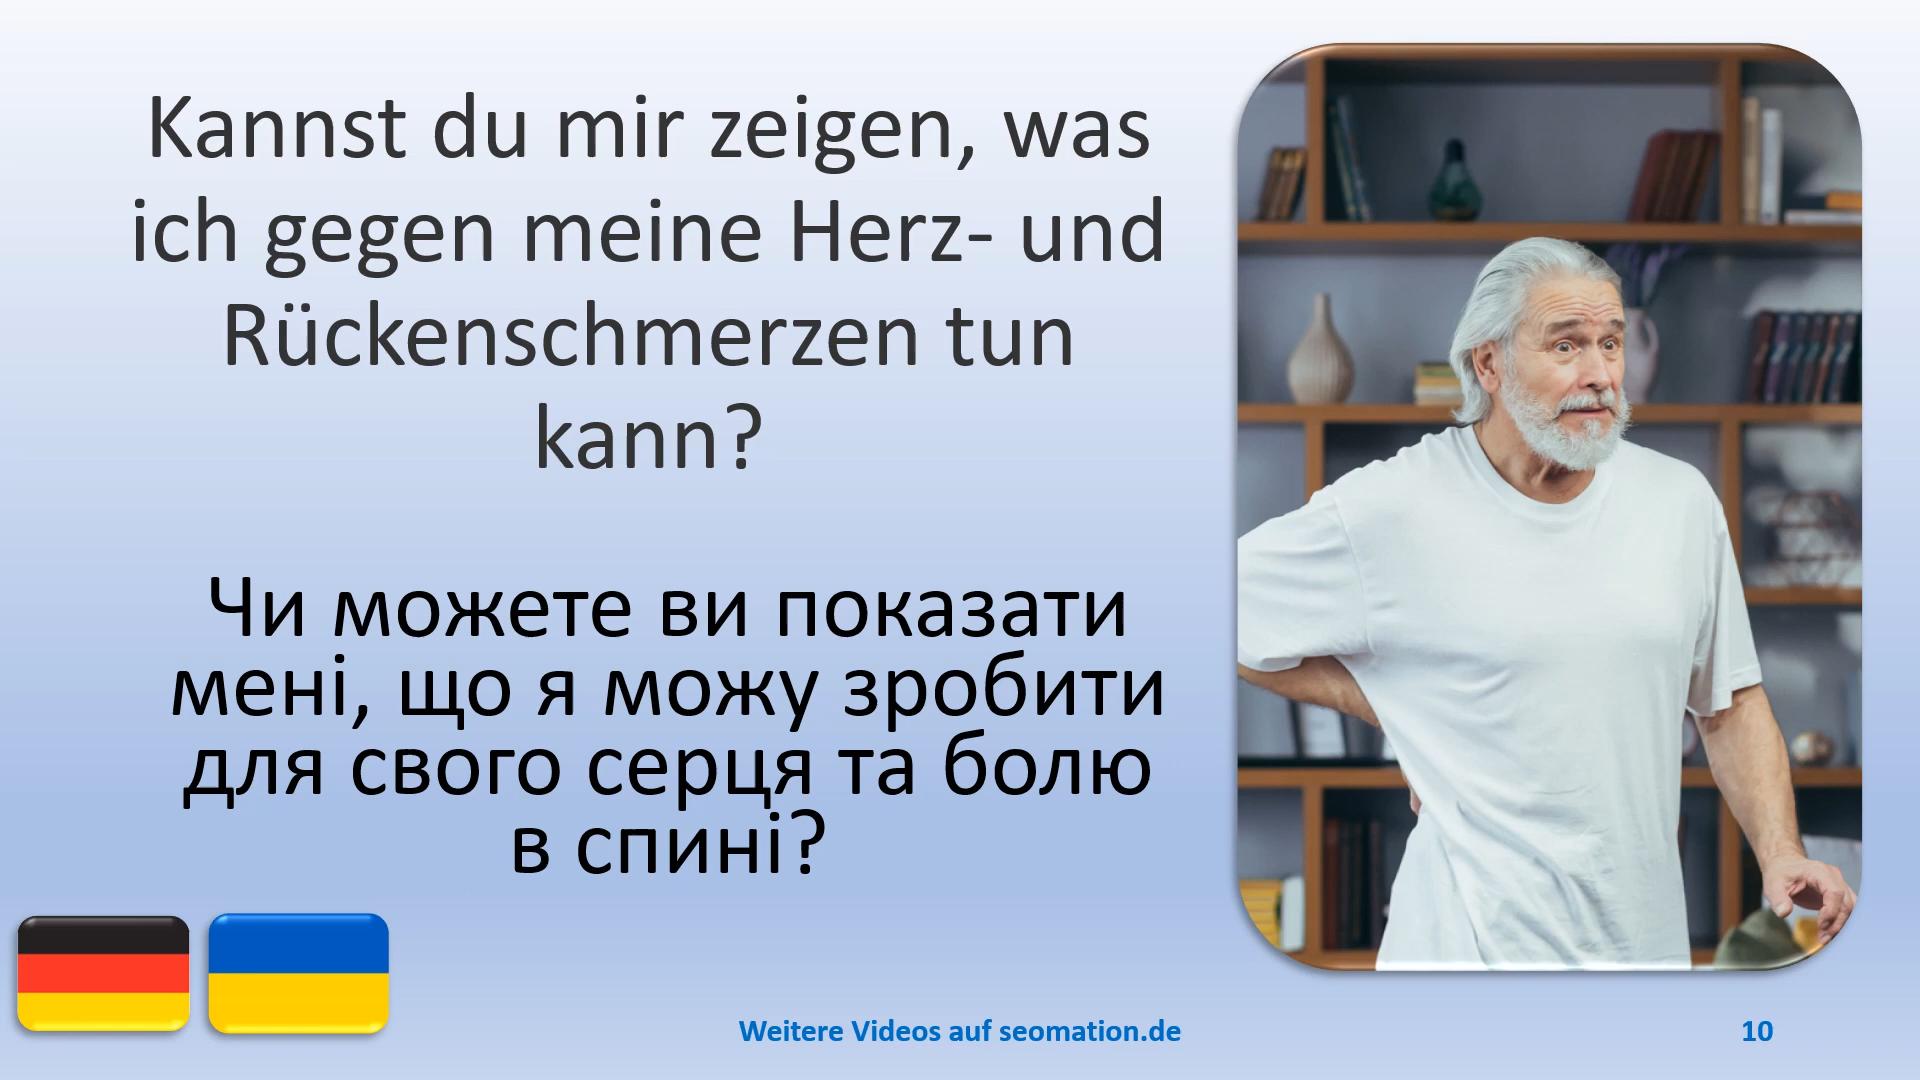 Kannst du mir zeigen, was
ich gegen meine Herz- und
Rückenschmerzen tun
kann?
Чи можете ви показати
мені, що я можу зробити
для свого серця та болю
в спині?
Weitere Videos auf seomation.de
10